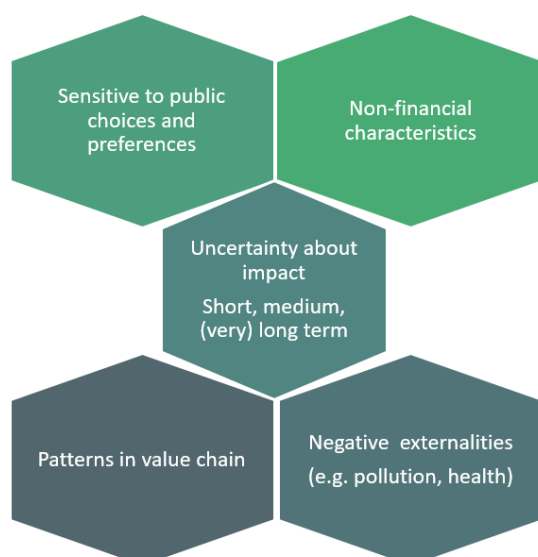 Sensitive to public
choices and
preferences
Non-financial
characteristics
Uncertainty about
impact
Short, medium,
(very) long term
Patterns in value chain
Negative externalities
(e.g. pollution, health)